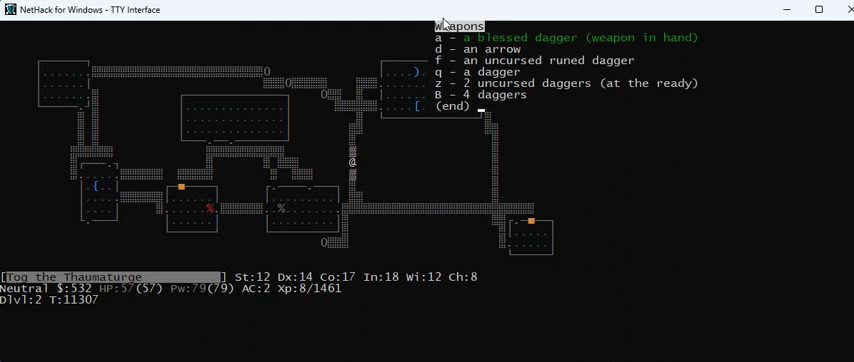 NetHack for Windows - TTY Interface
Weapons
a - a blessed dagger (weapon in hand)
d - an arrow
f - an uncursed runed dagger
q - a dagger
z - 2 uncursed daggers (at the ready)
B - 4 daggers
(end)
[Tog the Thaumaturge] St:12 Dx:14 Co:17 In:18 Wi:12 Ch:8
Neutral $:532 HP:57(57) Pw:79(79) AC:2 Xp:8/1461
Dlvl:2 T:11307